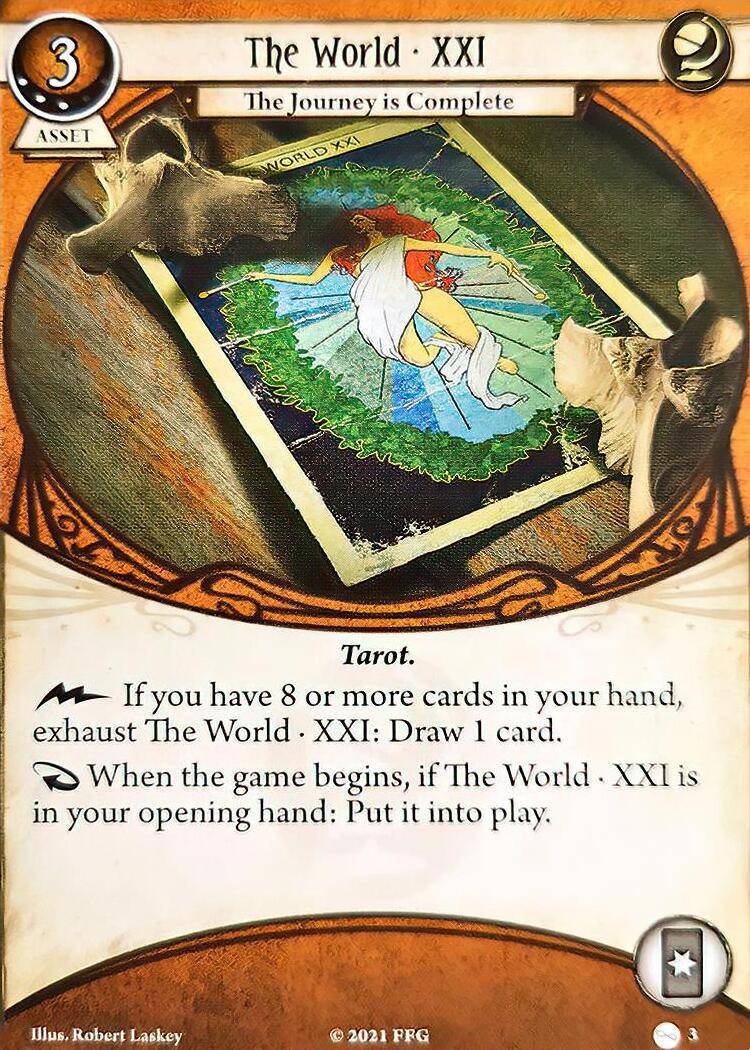 3
The World · XXI
ASSET
The Journey is Complete
WORLD XXI
Tarot.
If you have 8 or more cards in your hand,
exhaust The World · XXI: Draw 1 card.
When the game begins, if The World · XXI is
in your opening hand: Put it into play.
Illus. Robert Laskey
© 2021 FFG
3